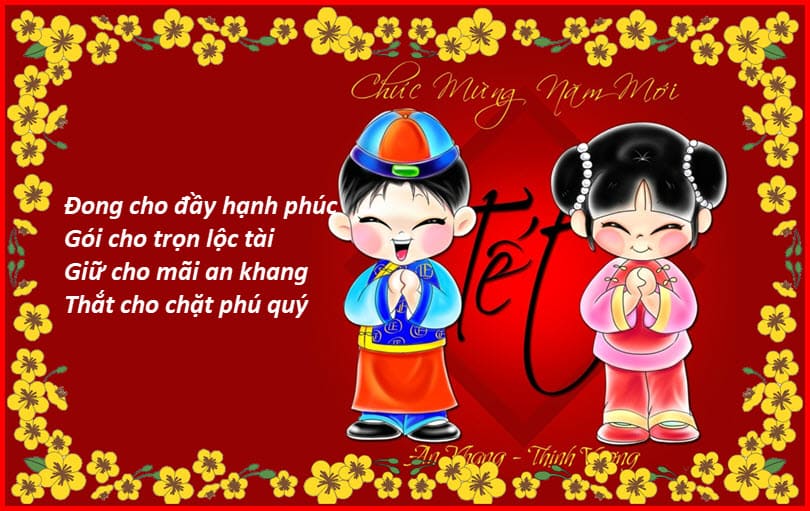 Chúc Mừng Năm Mới
Đong cho đầy hạnh phúc
Gói cho trọn lộc tài
Giữ cho mãi an khang
Thắt cho chặt phú quý
Tết
An Khang - Thịnh Vượng